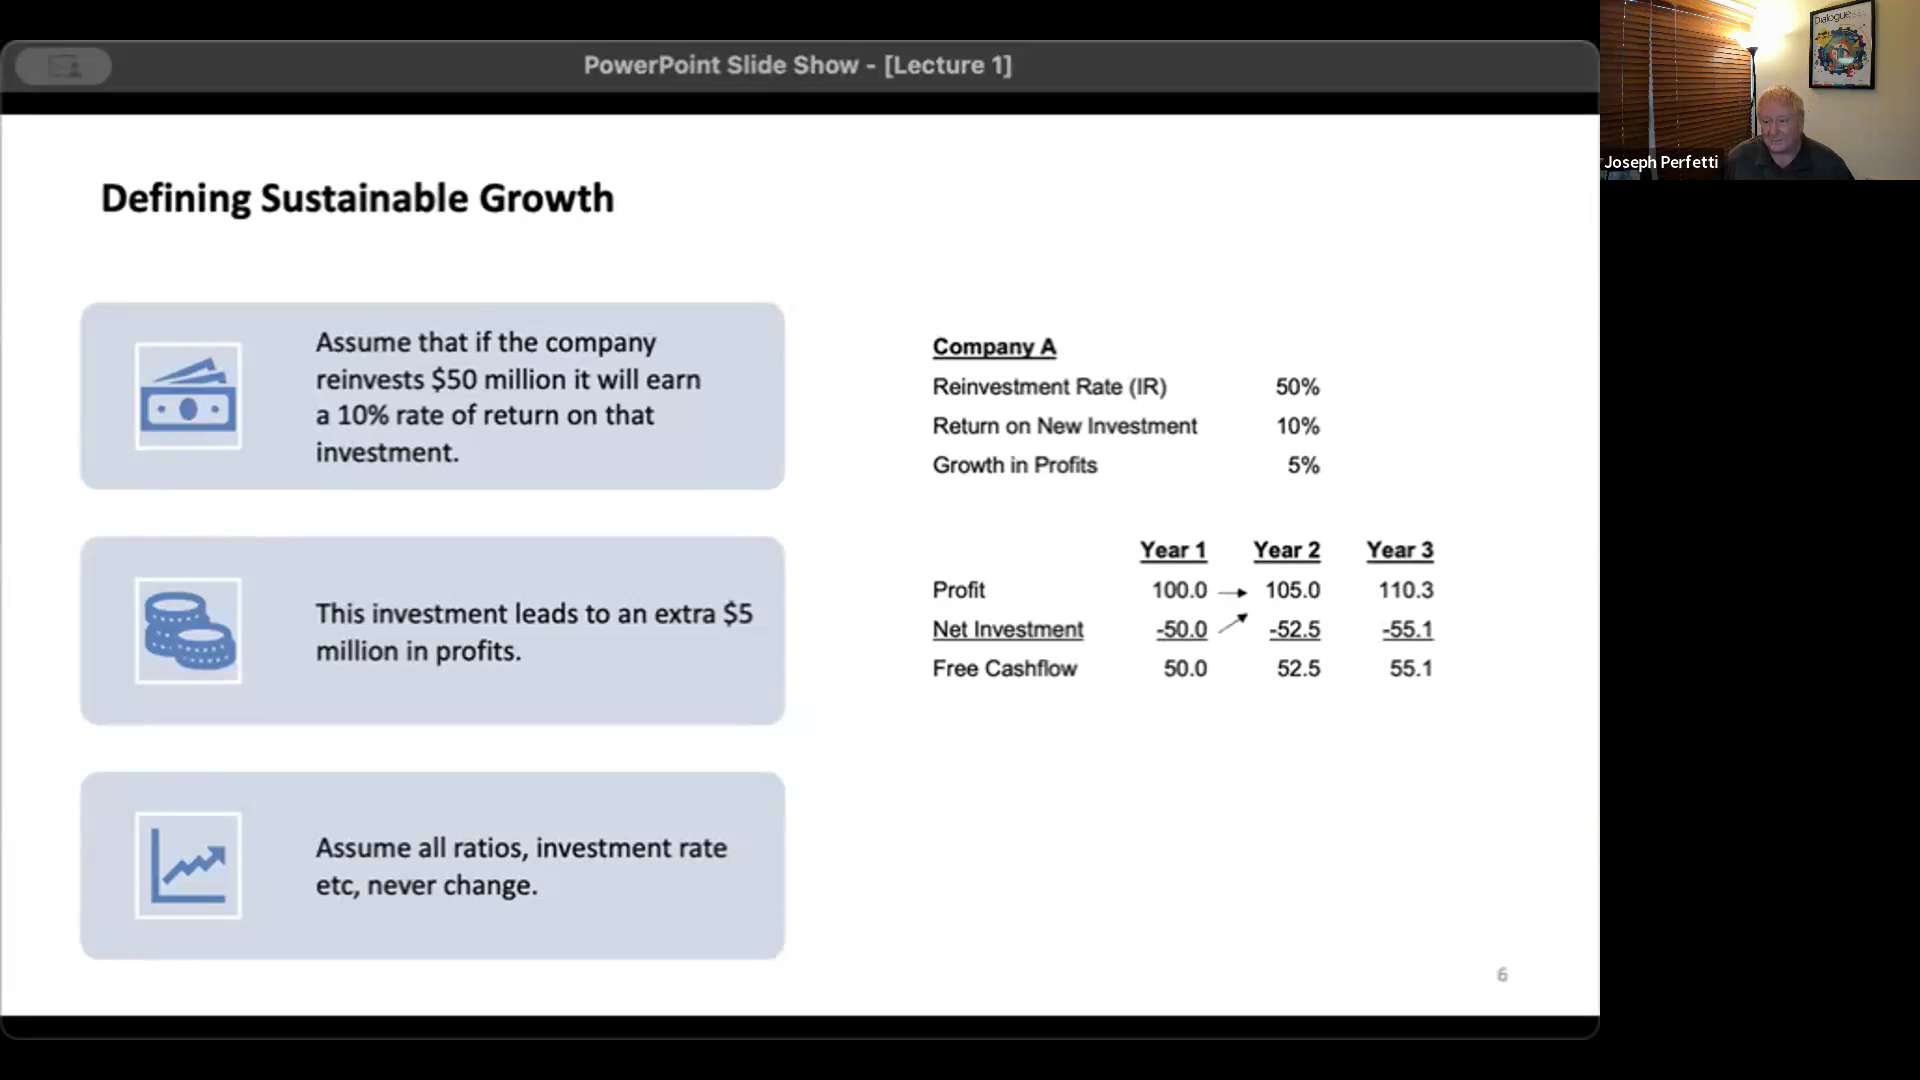 PowerPoint Slide Show - [Lecture 1]
Dialogue
Joseph Perfetti
Defining Sustainable Growth
Assume that if the company
reinvests $50 million it will earn
a 10% rate of return on that
investment.
This investment leads to an extra $5
million in profits.
Assume all ratios, investment rate
etc, never change.
Company A
Reinvestment Rate (IR) 50%
Return on New Investment 10%
Growth in Profits 5%
Year 1 Year 2 Year 3
Profit 100.0 105.0 110.3
Net Investment -50.0 -52.5 -55.1
Free Cashflow 50.0 52.5 55.1
6